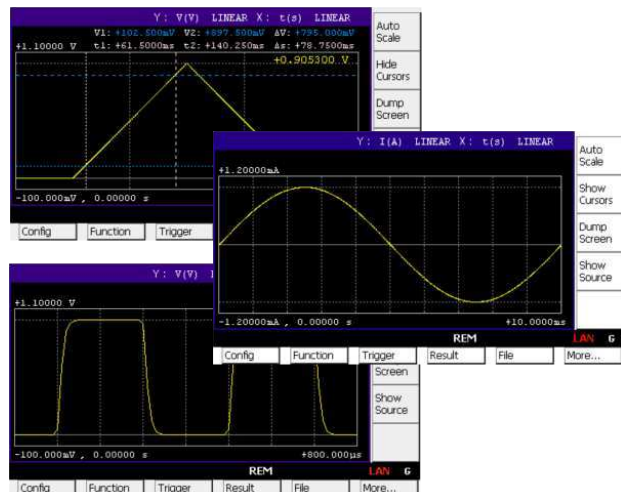 Y: V(V) LINEAR X: t(s) LINEAR
V1: +102.500mV V2: +897.500mV ΔV: +795.000mV
+1.10000 V t1: +61.5000ms t2: +140.250ms Δs: +78.7500ms
+0.905300 V
-100.000mV , 0.00000 s
Auto Scale
Hide Cursors
Dump Screen
Config Function Trigger
Y: I(A) LINEAR X: t(s) LINEAR
+1.20000mA
-1.20000mA , 0.00000 s +10.0000ms
REM LAN G
Auto Scale
Show Cursors
Dump Screen
Show Source
Config Function Trigger Result File More...
Y: V(V)
+1.10000 V
-100.000mV , 0.00000 s +800.000µs
REM LAN G
Screen
Show Source
Config Function Trigger Result File More...